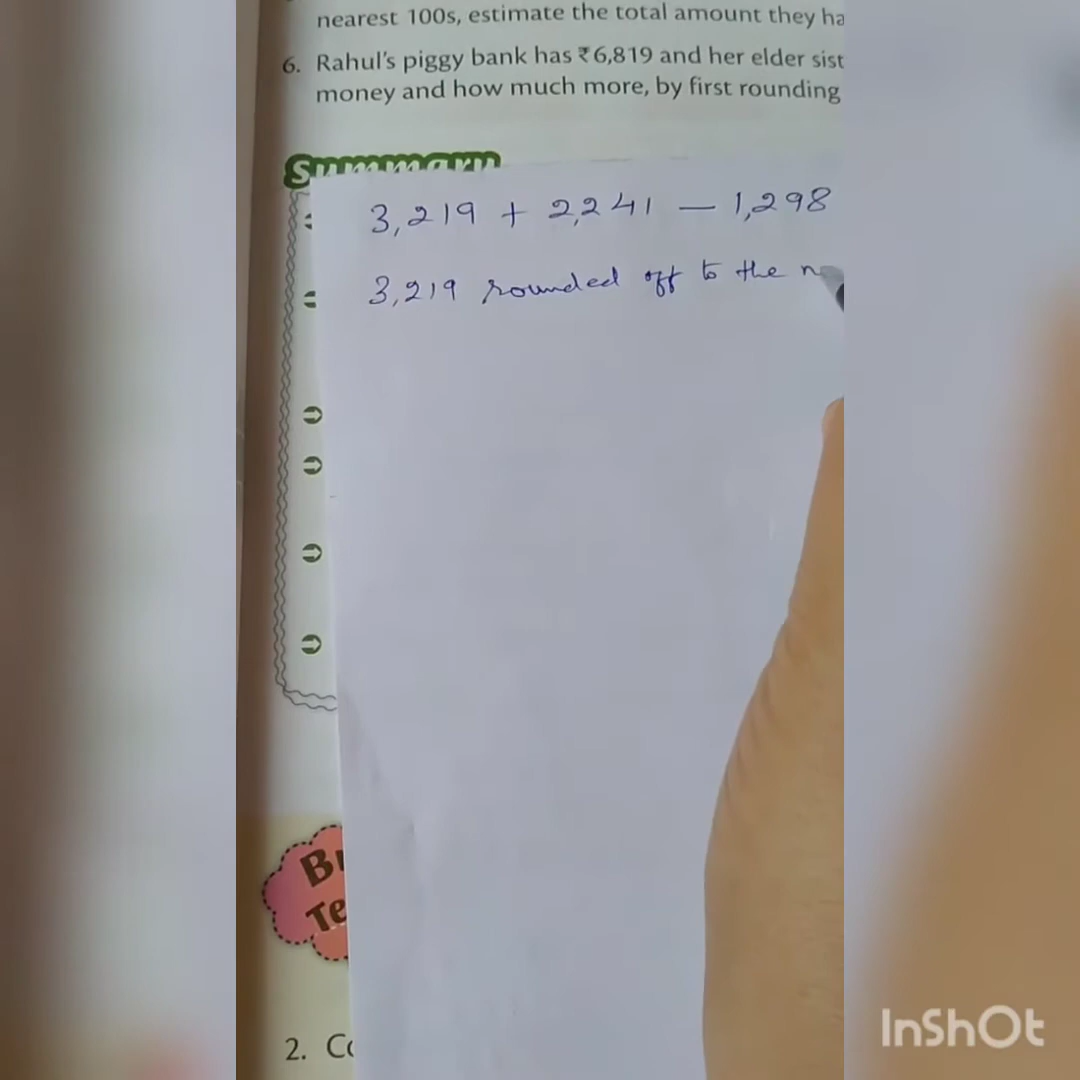 nearest 100s, estimate the total amount they ha
6. Rahul's piggy bank has ₹6,819 and her elder sist
money and how much more, by first rounding
Summary
3,219 + 2,241 — 1,298
3,219 rounded off to the n
2. Co
InShOt